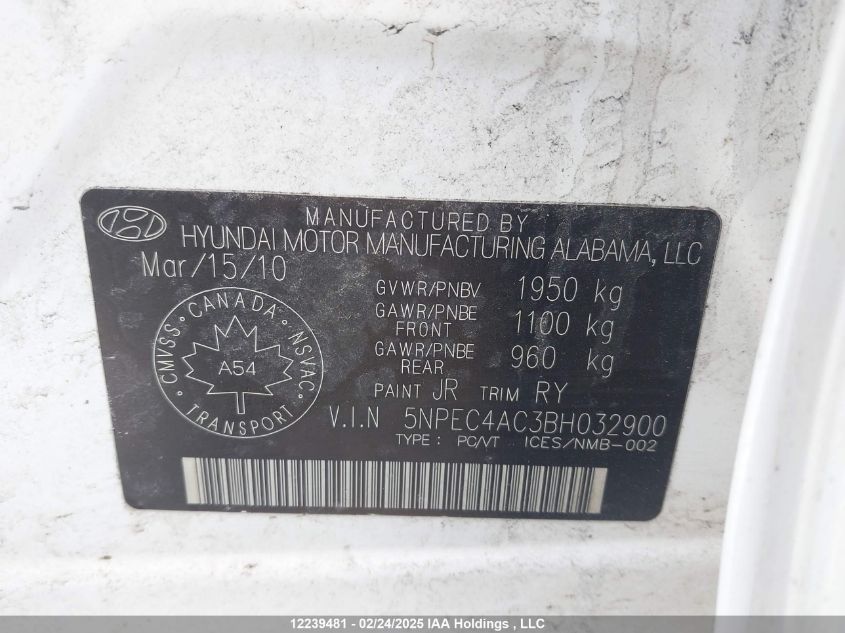 MANUFACTURED BY
HYUNDAI MOTOR MANUFACTURING ALABAMA, LLC
Mar/15/10
GVWR/PNBV 1950 kg
GAWR/PNBE FRONT 1100 kg
GAWR/PNBE REAR 960 kg
CANADA
CMVSS NSVAC
A54
TRANSPORT
PAINT JR TRIM RY
V.I.N 5NPEC4AC3BH032900
TYPE : PC/VT ICES/NMB-002
12239481 - 02/24/2025 IAA Holdings , LLC